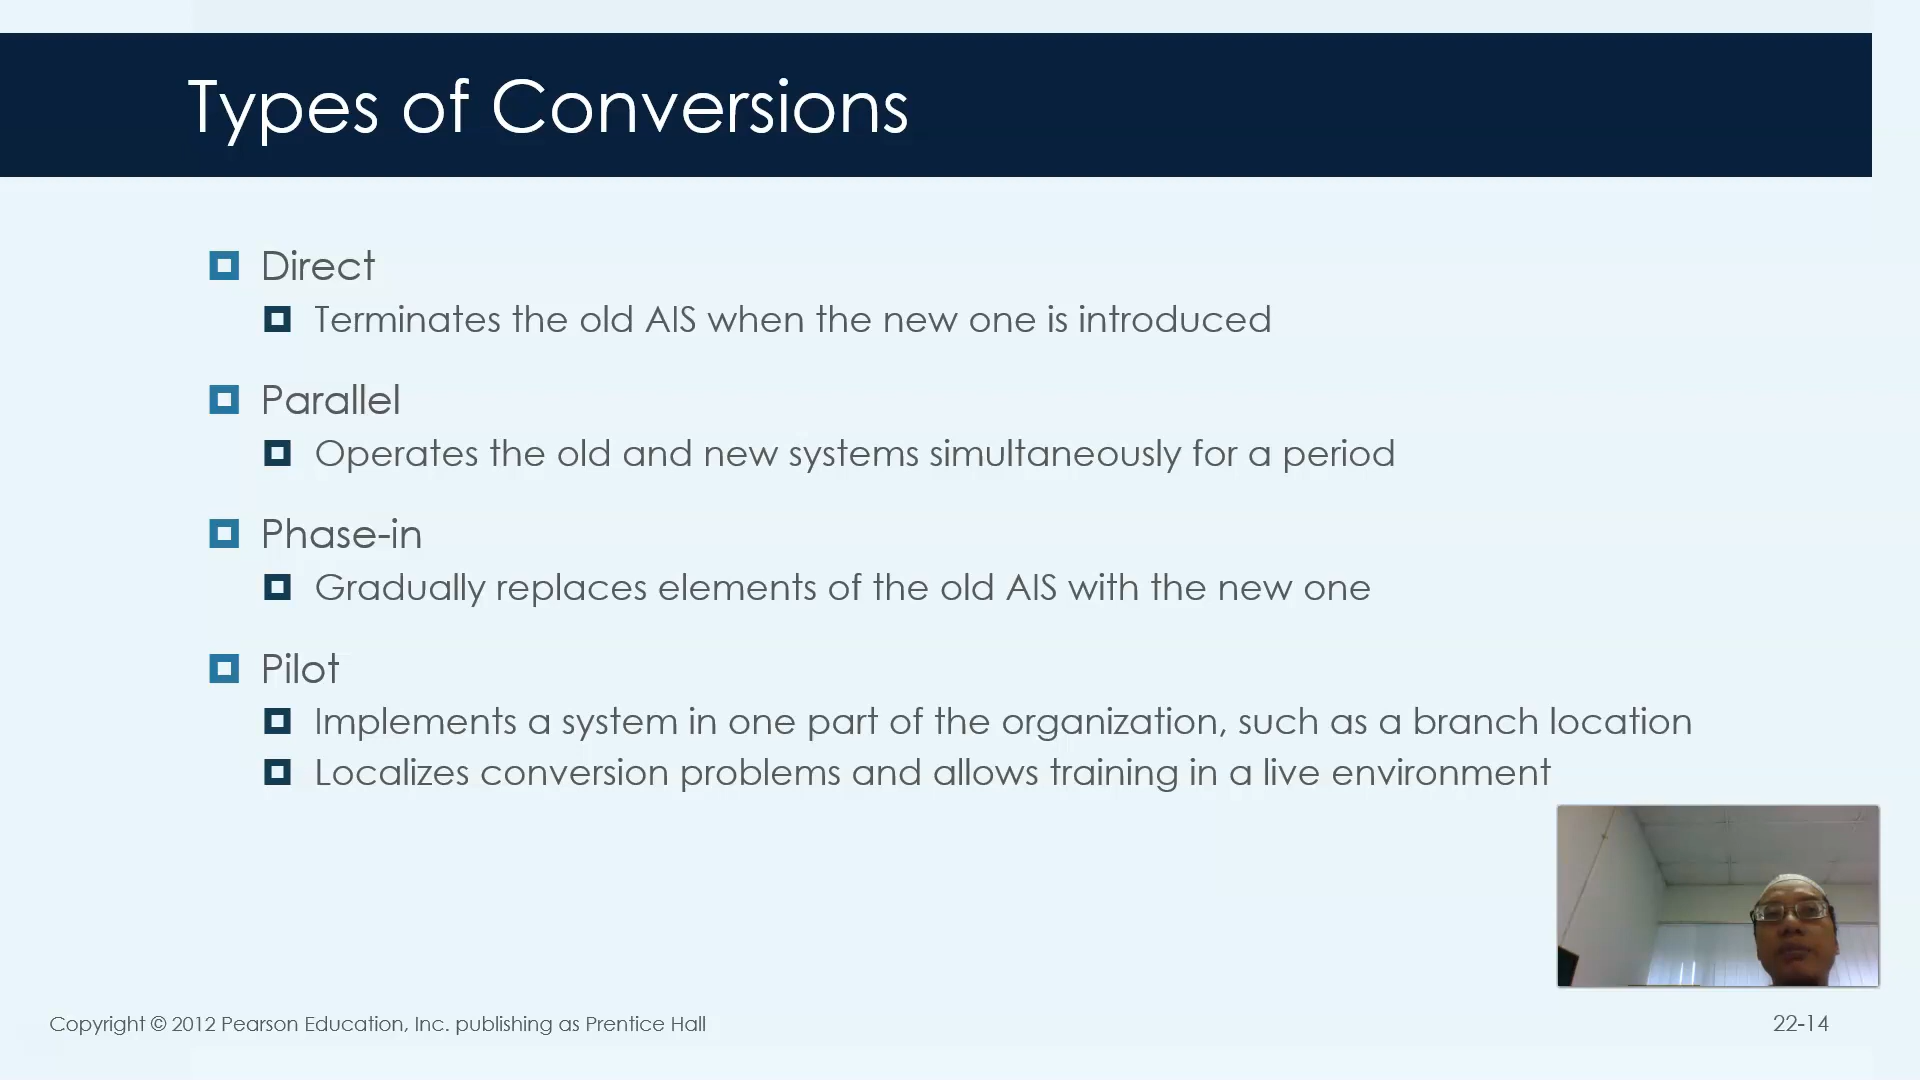 Types of Conversions
Direct
Terminates the old AIS when the new one is introduced
Parallel
Operates the old and new systems simultaneously for a period
Phase-in
Gradually replaces elements of the old AIS with the new one
Pilot
Implements a system in one part of the organization, such as a branch location
Localizes conversion problems and allows training in a live environment
Copyright © 2012 Pearson Education, Inc. publishing as Prentice Hall
22-14